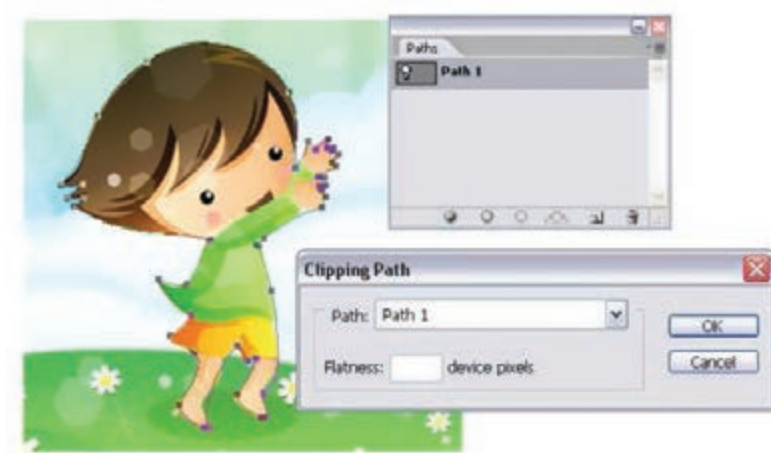 Paths
Path 1
Clipping Path
Path: Path 1
OK
Flatness: device pixels
Cancel